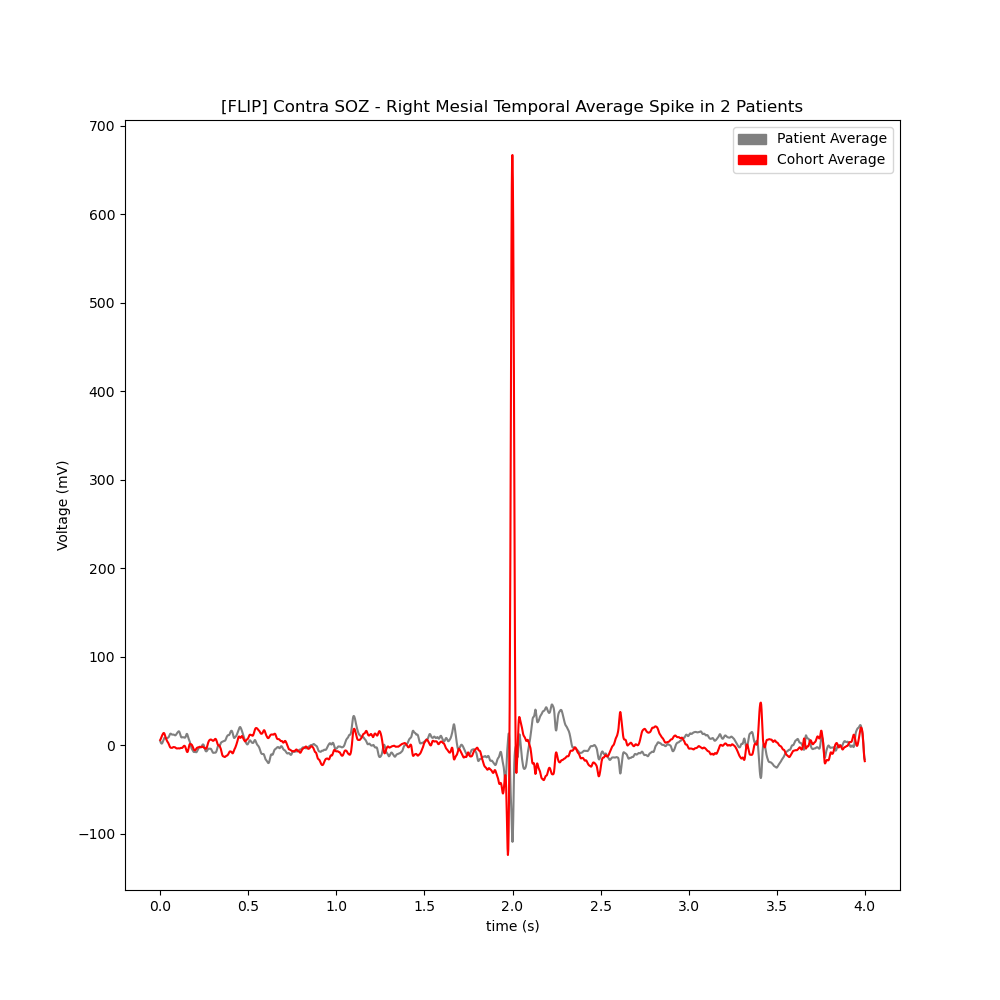 [FLIP] Contra SOZ - Right Mesial Temporal Average Spike in 2 Patients
Patient Average
Cohort Average
700
600
500
400
300
200
100
0
−100
Voltage (mV)
0.0 0.5 1.0 1.5 2.0 2.5 3.0 3.5 4.0
time (s)